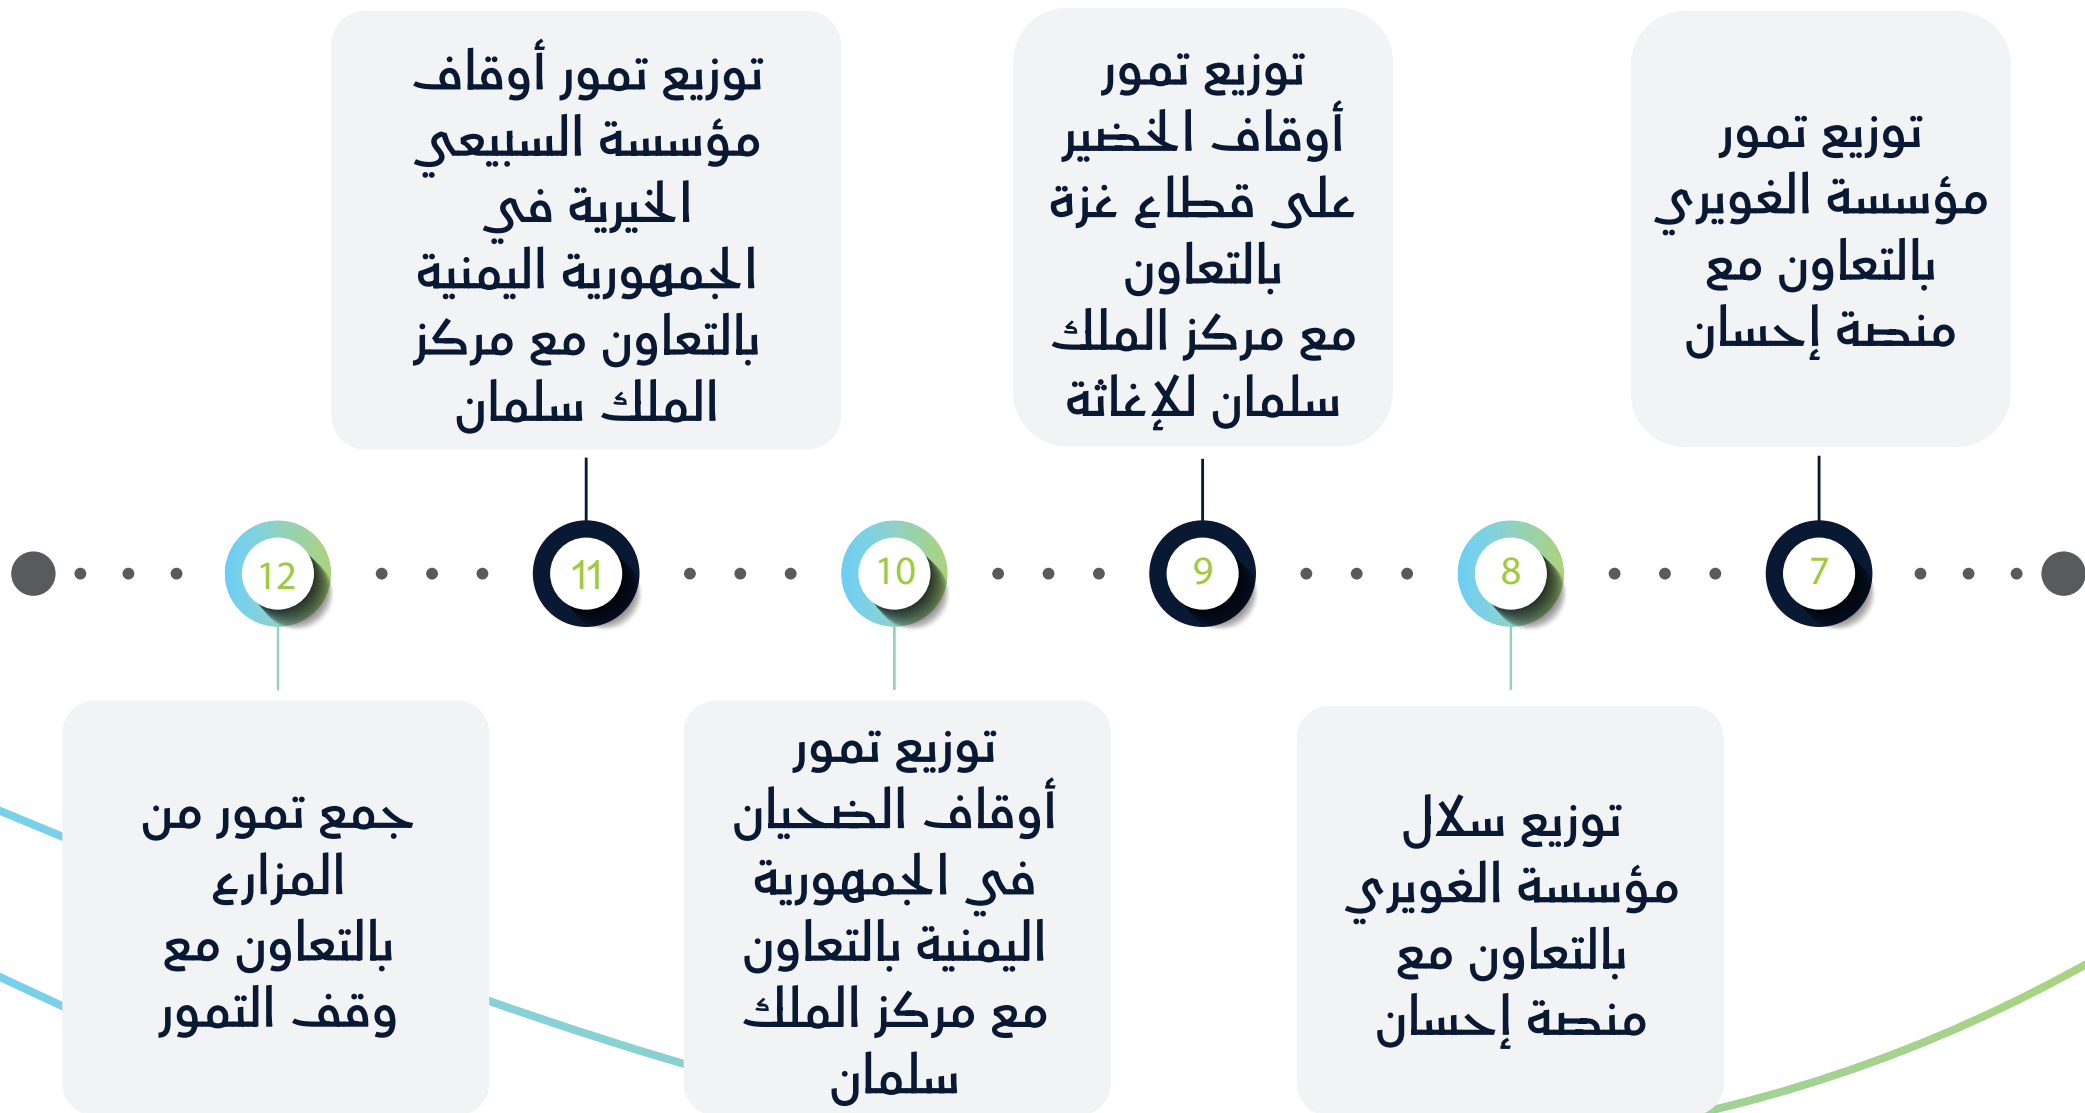 توزيع تمور
مؤسسة الغويري
بالتعاون مع
منصة إحسان
7
توزيع سلال
مؤسسة الغويري
بالتعاون مع
منصة إحسان
8
توزيع تمور
أوقاف الخضير
على قطاع غزة
بالتعاون
مع مركز الملك
سلمان للإغاثة
9
توزيع تمور
أوقاف الضحيان
في الجمهورية
اليمنية بالتعاون
مع مركز الملك
سلمان
10
توزيع تمور أوقاف
مؤسسة السبيعي
الخيرية في
الجمهورية اليمنية
بالتعاون مع مركز
الملك سلمان
11
جمع تمور من
المزارع
بالتعاون مع
وقف التمور
12